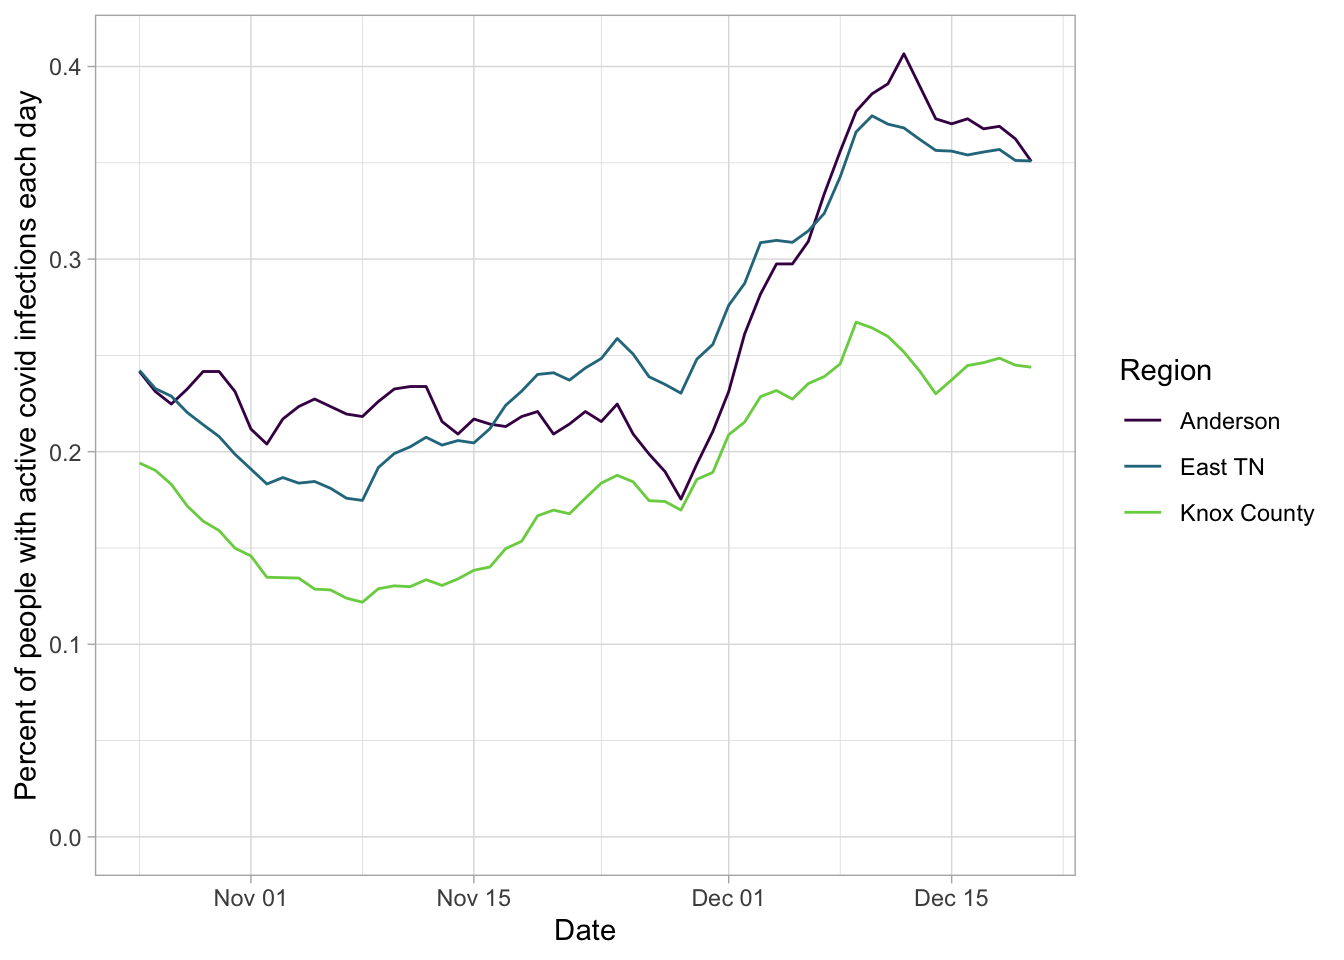 Percent of people with active covid infections each day
0.4
0.3
0.2
0.1
0.0
Nov 01
Nov 15
Dec 01
Dec 15
Date
Region
Anderson
East TN
Knox County